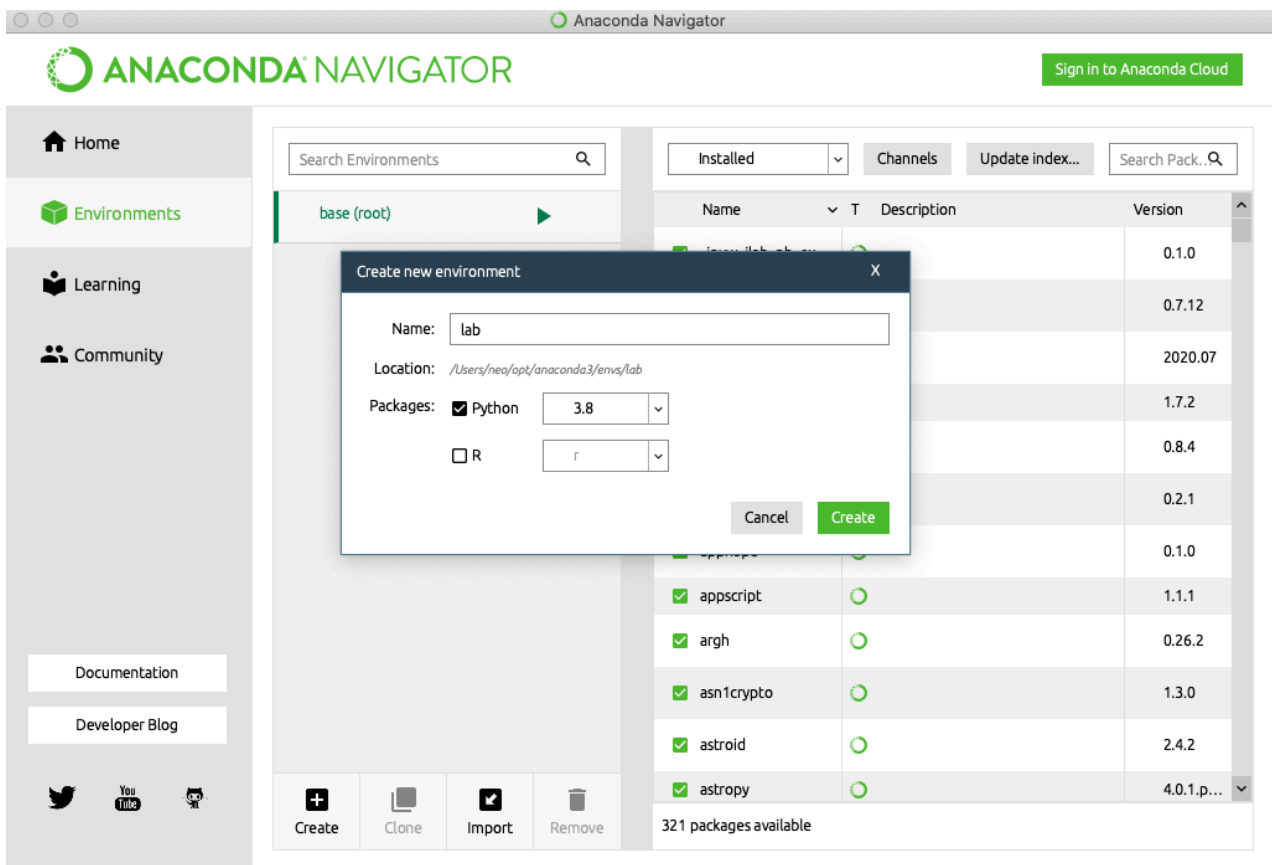 Anaconda Navigator
ANACONDA NAVIGATOR
Sign in to Anaconda Cloud
Home
Environments
Learning
Community
Documentation
Developer Blog
You
Tube
Search Environments
base (root)
Create
Clone
Import
Remove
Installed
Channels
Update index...
Search Pack..
Name T Description Version
0.1.0
0.7.12
2020.07
1.7.2
0.8.4
0.2.1
0.1.0
appscript 1.1.1
argh 0.26.2
asn1crypto 1.3.0
astroid 2.4.2
astropy 4.0.1.p...
321 packages available
Create new environment X
Name: lab
Location: /Users/neo/opt/anaconda3/envs/lab
Packages: Python 3.8
R r
Cancel Create